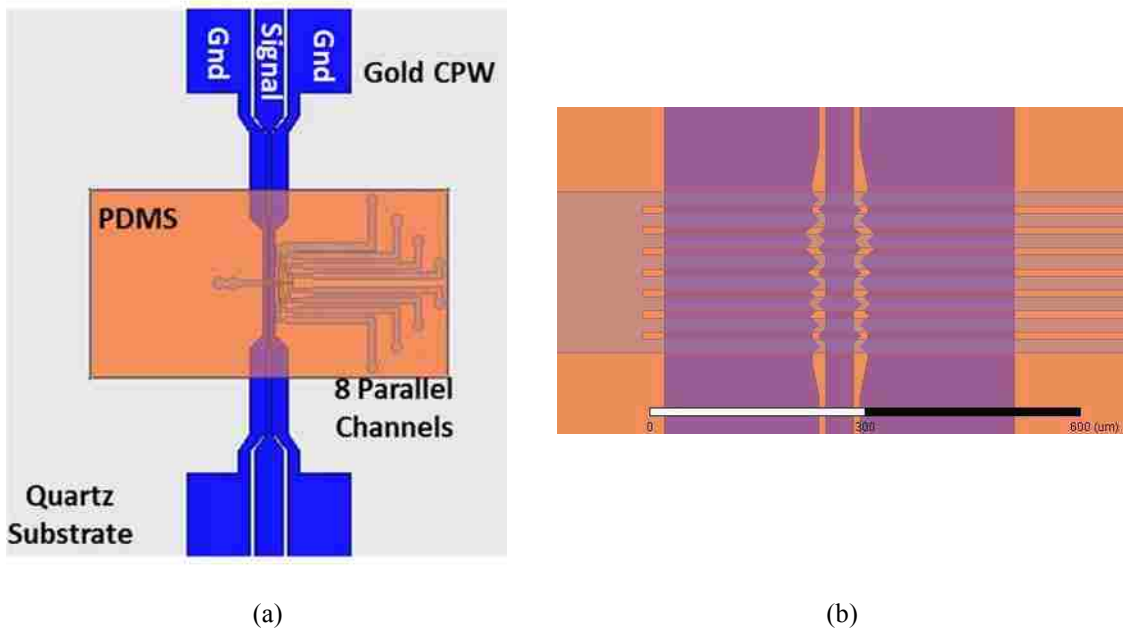 Gnd
Signal
Gnd
Gold CPW
PDMS
8 Parallel
Channels
Quartz
Substrate
0
300
600 (um)
(a)
(b)